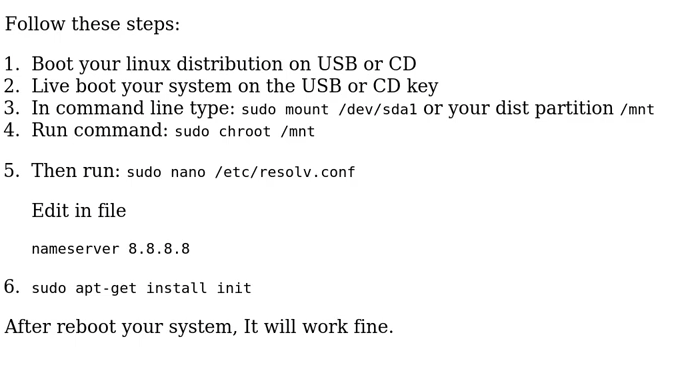 Follow these steps:
1. Boot your linux distribution on USB or CD
2. Live boot your system on the USB or CD key
3. In command line type: sudo mount /dev/sda1 or your dist partition /mnt
4. Run command: sudo chroot /mnt
5. Then run: sudo nano /etc/resolv.conf
Edit in file
nameserver 8.8.8.8
6. sudo apt-get install init
After reboot your system, It will work fine.